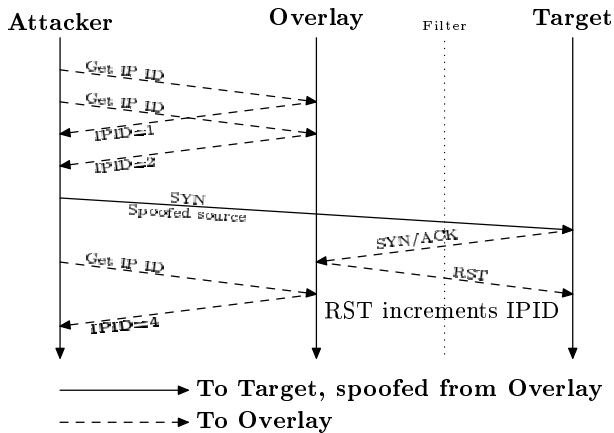 Attacker
Overlay
Filter
Target
Get IP ID
Get IP ID
IPID=1
IPID=2
SYN
Spoofed source
SYN/ACK
Get IP ID
RST
RST increments IPID
IPID=4
To Target, spoofed from Overlay
To Overlay